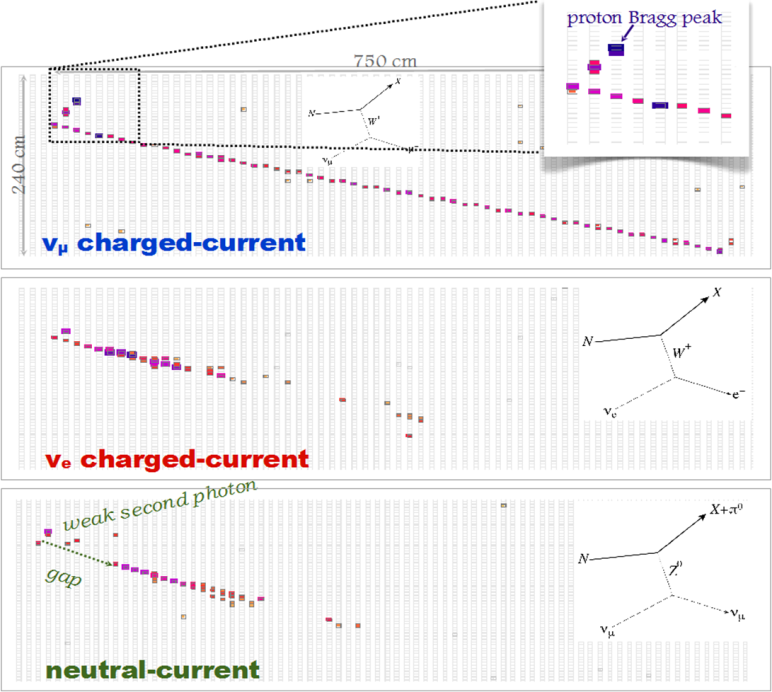 proton Bragg peak
750 cm
240 cm
X
N
W⁺
νμ
μ⁻
νμ charged-current
X
N
W⁺
νe
e⁻
νe charged-current
weak second photon
gap
X+π⁰
N
Z⁰
νμ
νμ
neutral-current